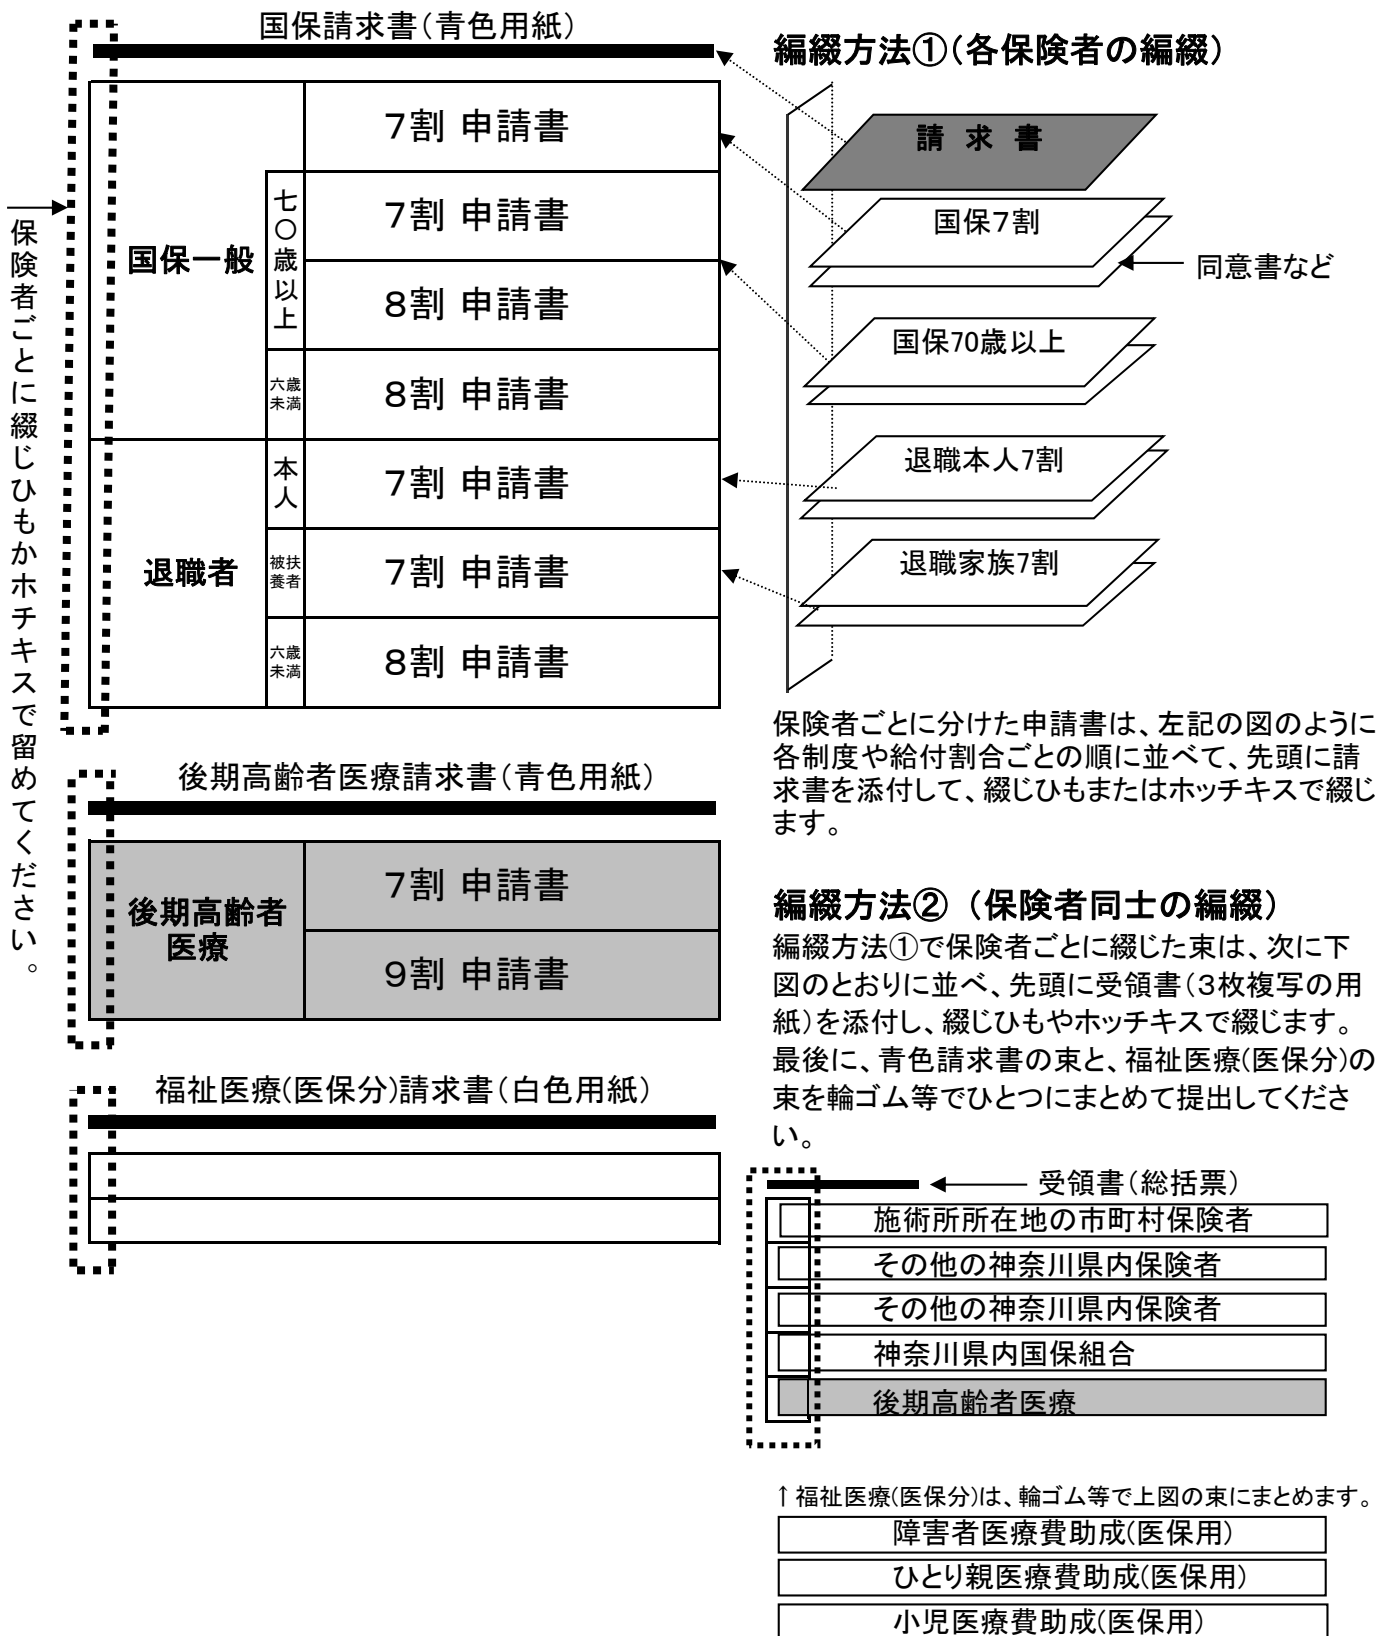 国保請求書（青色用紙）
保険者ごとに綴じひもかホチキスで留めてください。
国保一般
７割 申請書
七〇歳以上
７割 申請書
８割 申請書
六歳未満
８割 申請書
退職者
本人
７割 申請書
被扶養者
７割 申請書
六歳未満
８割 申請書
後期高齢者医療請求書（青色用紙）
後期高齢者
医療
７割 申請書
９割 申請書
福祉医療(医保分)請求書（白色用紙）
編綴方法①（各保険者の編綴）
請 求 書
国保７割
同意書など
国保70歳以上
退職本人7割
退職家族7割
保険者ごとに分けた申請書は、左記の図のように
各制度や給付割合ごとの順に並べて、先頭に請
求書を添付して、綴じひもまたはホッチキスで綴じ
ます。
編綴方法②（保険者同士の編綴）
編綴方法①で保険者ごとに綴じた束は、次に下
図のとおりに並べ、先頭に受領書（３枚複写の用
紙）を添付し、綴じひもやホッチキスで綴じます。
最後に、青色請求書の束と、福祉医療(医保分)の
束を輪ゴム等でひとつにまとめて提出してくださ
い。
受領書（総括票）
施術所所在地の市町村保険者
その他の神奈川県内保険者
その他の神奈川県内保険者
神奈川県内国保組合
後期高齢者医療
↑福祉医療(医保分)は、輪ゴム等で上図の束にまとめます。
障害者医療費助成(医保用)
ひとり親医療費助成(医保用)
小児医療費助成(医保用)